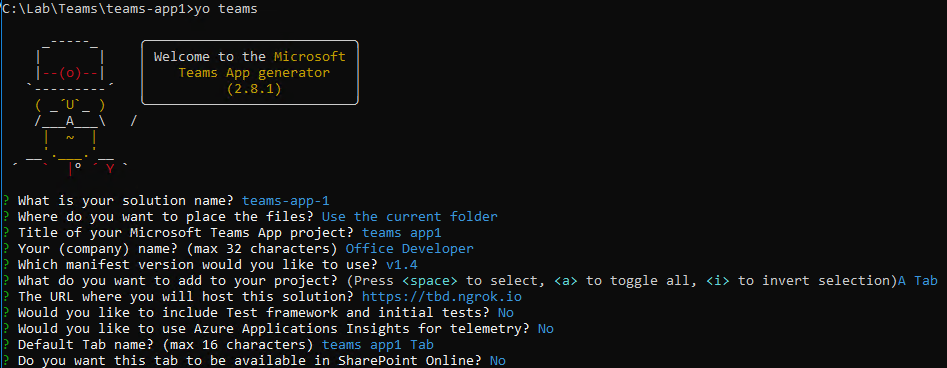 C:\Lab\Teams\teams-app1>yo teams
Welcome to the Microsoft
Teams App generator
(2.8.1)
? What is your solution name? teams-app-1
? Where do you want to place the files? Use the current folder
? Title of your Microsoft Teams App project? teams app1
? Your (company) name? (max 32 characters) Office Developer
? Which manifest version would you like to use? v1.4
? What do you want to add to your project? (Press <space> to select, <a> to toggle all, <i> to invert selection)A Tab
? The URL where you will host this solution? https://tbd.ngrok.io
? Would you like to include Test framework and initial tests? No
? Would you like to use Azure Applications Insights for telemetry? No
? Default Tab name? (max 16 characters) teams app1 Tab
? Do you want this tab to be available in SharePoint Online? No